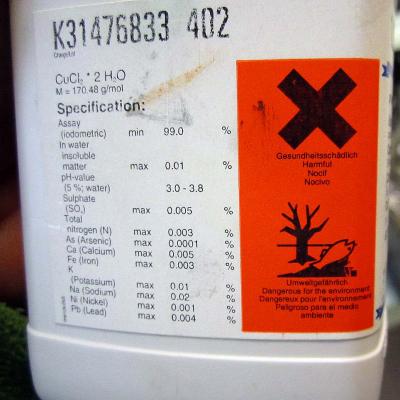 K31476833 402
CuCl₂ * 2 H₂O
M = 170.48 g/mol
Specification:
Assay
(iodometric) min 99.0 %
In water
insoluble
matter max 0.01 %
pH-value
(5 %; water) 3.0 - 3.8
Sulphate
(SO₄) max 0.005 %
Total
nitrogen (N) max 0.003 %
As (Arsenic) max 0.0001 %
Ca (Calcium) max 0.005 %
Fe (Iron) max 0.003 %
K
(Potassium) max 0.01 %
Na (Sodium) max 0.02 %
Ni (Nickel) max 0.001 %
Pb (Lead) max 0.004 %
Gesundheitsschädlich
Harmful
Nocif
Nocivo
Umweltgefährlich
Dangerous for the environment
Dangereux pour l'environnement
Peligroso para el medio
ambiente